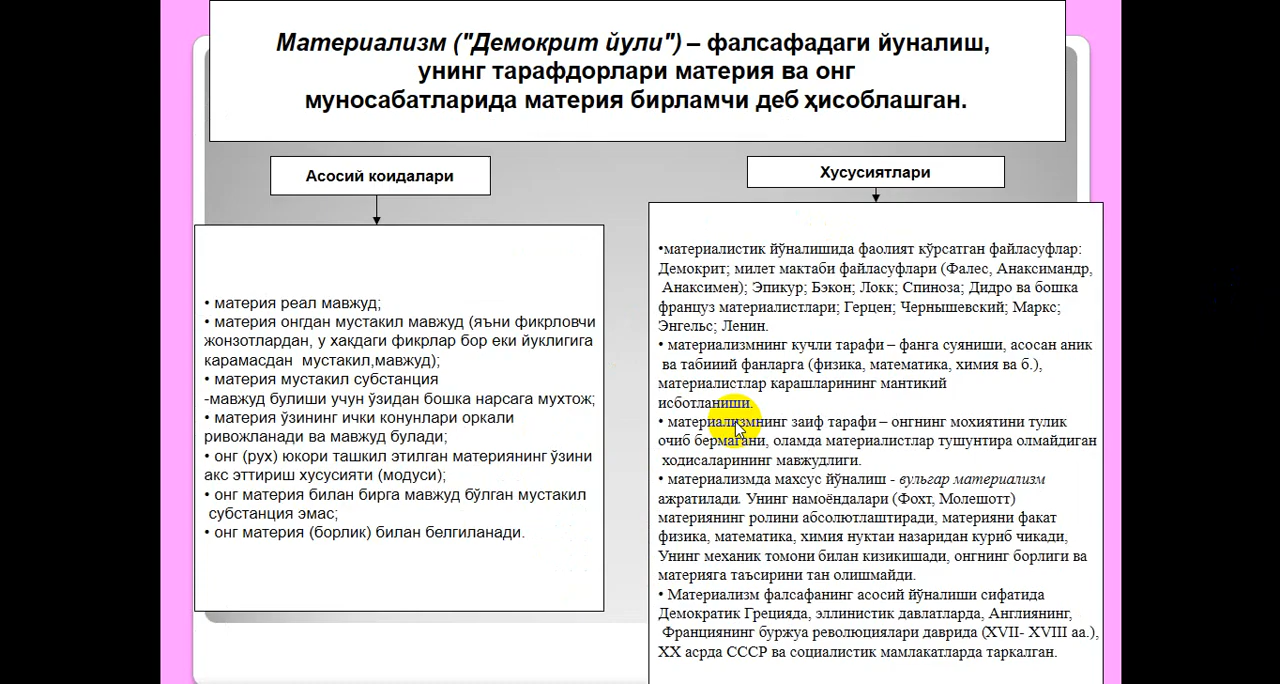 Материализм ("Демокрит йули") – фалсафадаги йуналиш,
унинг тарафдорлари материя ва онг
муносабатларида материя бирламчи деб ҳисоблашган.
Асосий коидалари
• материя реал мавжуд;
• материя онгдан мустакил мавжуд (яъни фикрловчи
жонзотлардан, у хакдаги фикрлар бор еки йуклигига
карамасдан мустакил,мавжуд);
• материя мустакил субстанция
-мавжуд булиши учун ўзидан бошка нарсага мухтож;
• материя ўзининг ички конунлари оркали
ривожланади ва мавжуд булади;
• онг (рух) юкори ташкил этилган материянинг ўзини
акс эттириш хусусияти (модуси);
• онг материя билан бирга мавжуд бўлган мустакил
субстанция эмас;
• онг материя (борлик) билан белгиланади.
Хусусиятлари
•материалистик йўналишида фаолият кўрсатган файласуфлар:
Демокрит; милет мактаби файласуфлари (Фалес, Анаксимандр,
Анаксимен); Эпикур; Бэкон; Локк; Спиноза; Дидро ва бошка
француз материалистлари; Герцен; Чернышевский; Маркс;
Энгельс; Ленин.
• материализмнинг кучли тарафи – фанга суяниши, асосан аник
ва табииий фанларга (физика, математика, химия ва б.),
материалистлар карашларининг мантикий
исботланиши.
• материализмнинг заиф тарафи – онгнинг мохиятини тулик
очиб бермагани, оламда материалистлар тушунтира олмайдиган
ходисаларининг мавжудлиги.
• материализмда махсус йўналиш - вульгар материализм
ажратилади. Унинг намоёндалари (Фохт, Молешотт)
материянинг ролини абсолютлаштиради, материяни факат
физика, математика, химия нуктаи назаридан куриб чикади,
Унинг механик томони билан кизикишади, онгнинг борлиги ва
материяга таъсирини тан олишмайди.
• Материализм фалсафанинг асосий йўналиши сифатида
Демократик Грецияда, эллинистик давлатларда, Англиянинг,
Франциянинг буржуа революциялари даврида (XVII- XVIII аа.),
XX асрда СССР ва социалистик мамлакатларда таркалган.